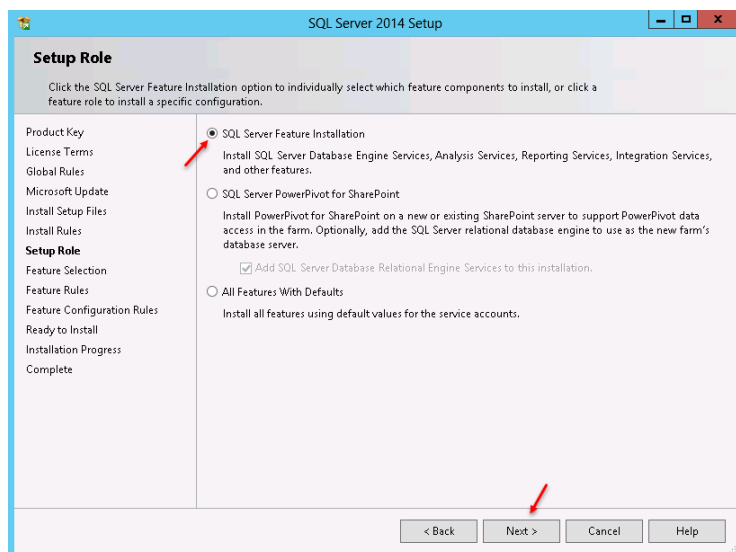 SQL Server 2014 Setup
Setup Role
Click the SQL Server Feature Installation option to individually select which feature components to install, or click a
feature role to install a specific configuration.
Product Key
License Terms
Global Rules
Microsoft Update
Install Setup Files
Install Rules
Setup Role
Feature Selection
Feature Rules
Feature Configuration Rules
Ready to Install
Installation Progress
Complete
SQL Server Feature Installation
Install SQL Server Database Engine Services, Analysis Services, Reporting Services, Integration Services,
and other features.
SQL Server PowerPivot for SharePoint
Install PowerPivot for SharePoint on a new or existing SharePoint server to support PowerPivot data
access in the farm. Optionally, add the SQL Server relational database engine to use as the new farm's
database server.
Add SQL Server Database Relational Engine Services to this installation.
All Features With Defaults
Install all features using default values for the service accounts.
< Back
Next >
Cancel
Help